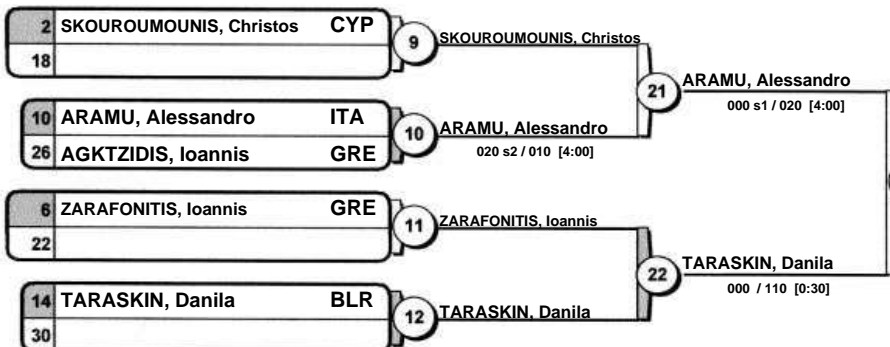 2 SKOUROUMOUNIS, Christos CYP
18
9 SKOUROUMOUNIS, Christos
10 ARAMU, Alessandro ITA
26 AGKTZIDIS, Ioannis GRE
10 ARAMU, Alessandro
020 s2 / 010 [4:00]
21 ARAMU, Alessandro
000 s1 / 020 [4:00]
6 ZARAFONITIS, Ioannis GRE
22
11 ZARAFONITIS, Ioannis
14 TARASKIN, Danila BLR
30
12 TARASKIN, Danila
22 TARASKIN, Danila
000 / 110 [0:30]